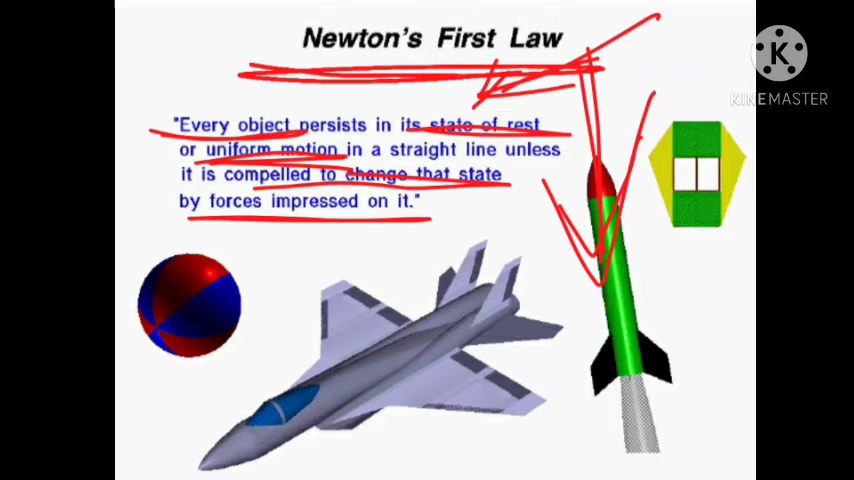 Newton's First Law
"Every object persists in its state of rest
or uniform motion in a straight line unless
it is compelled to change that state
by forces impressed on it."
K
KINEMASTER